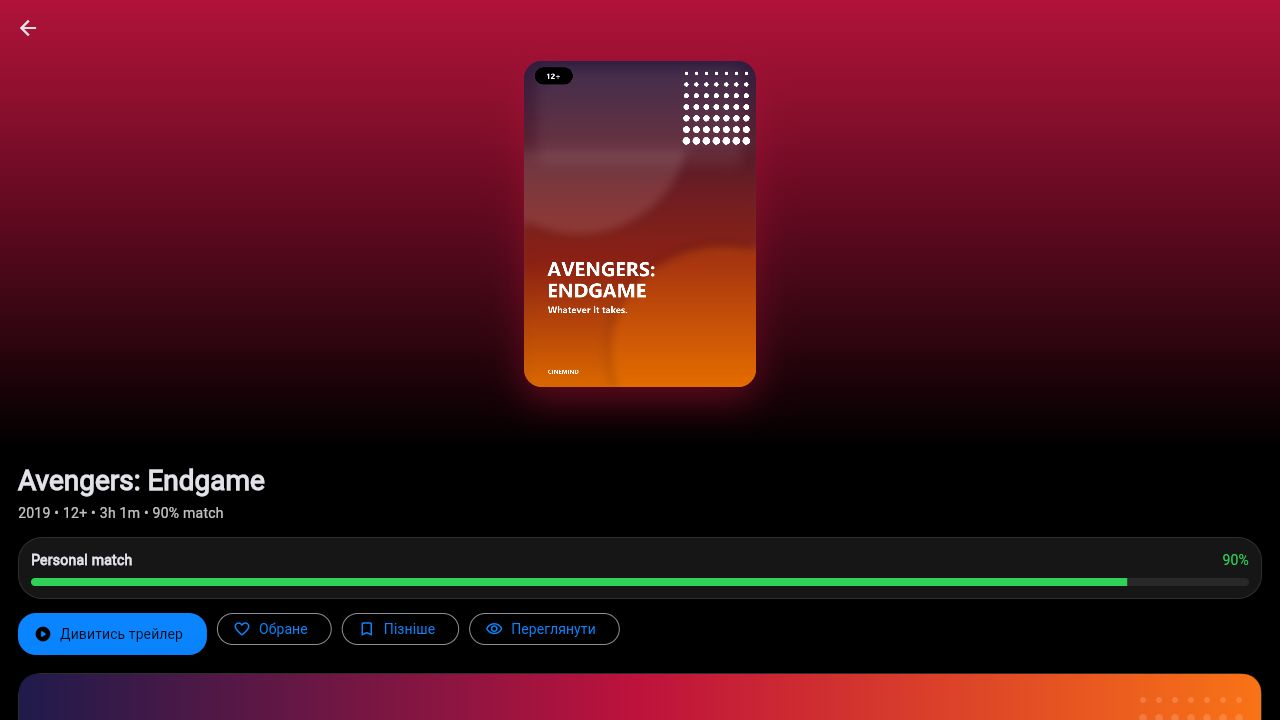 12+
AVENGERS:
ENDGAME
Whatever it takes.
CINEMIND
Avengers: Endgame
2019 • 12+ • 3h 1m • 90% match
Personal match 90%
Дивитись трейлер Обране Пізніше Переглянути